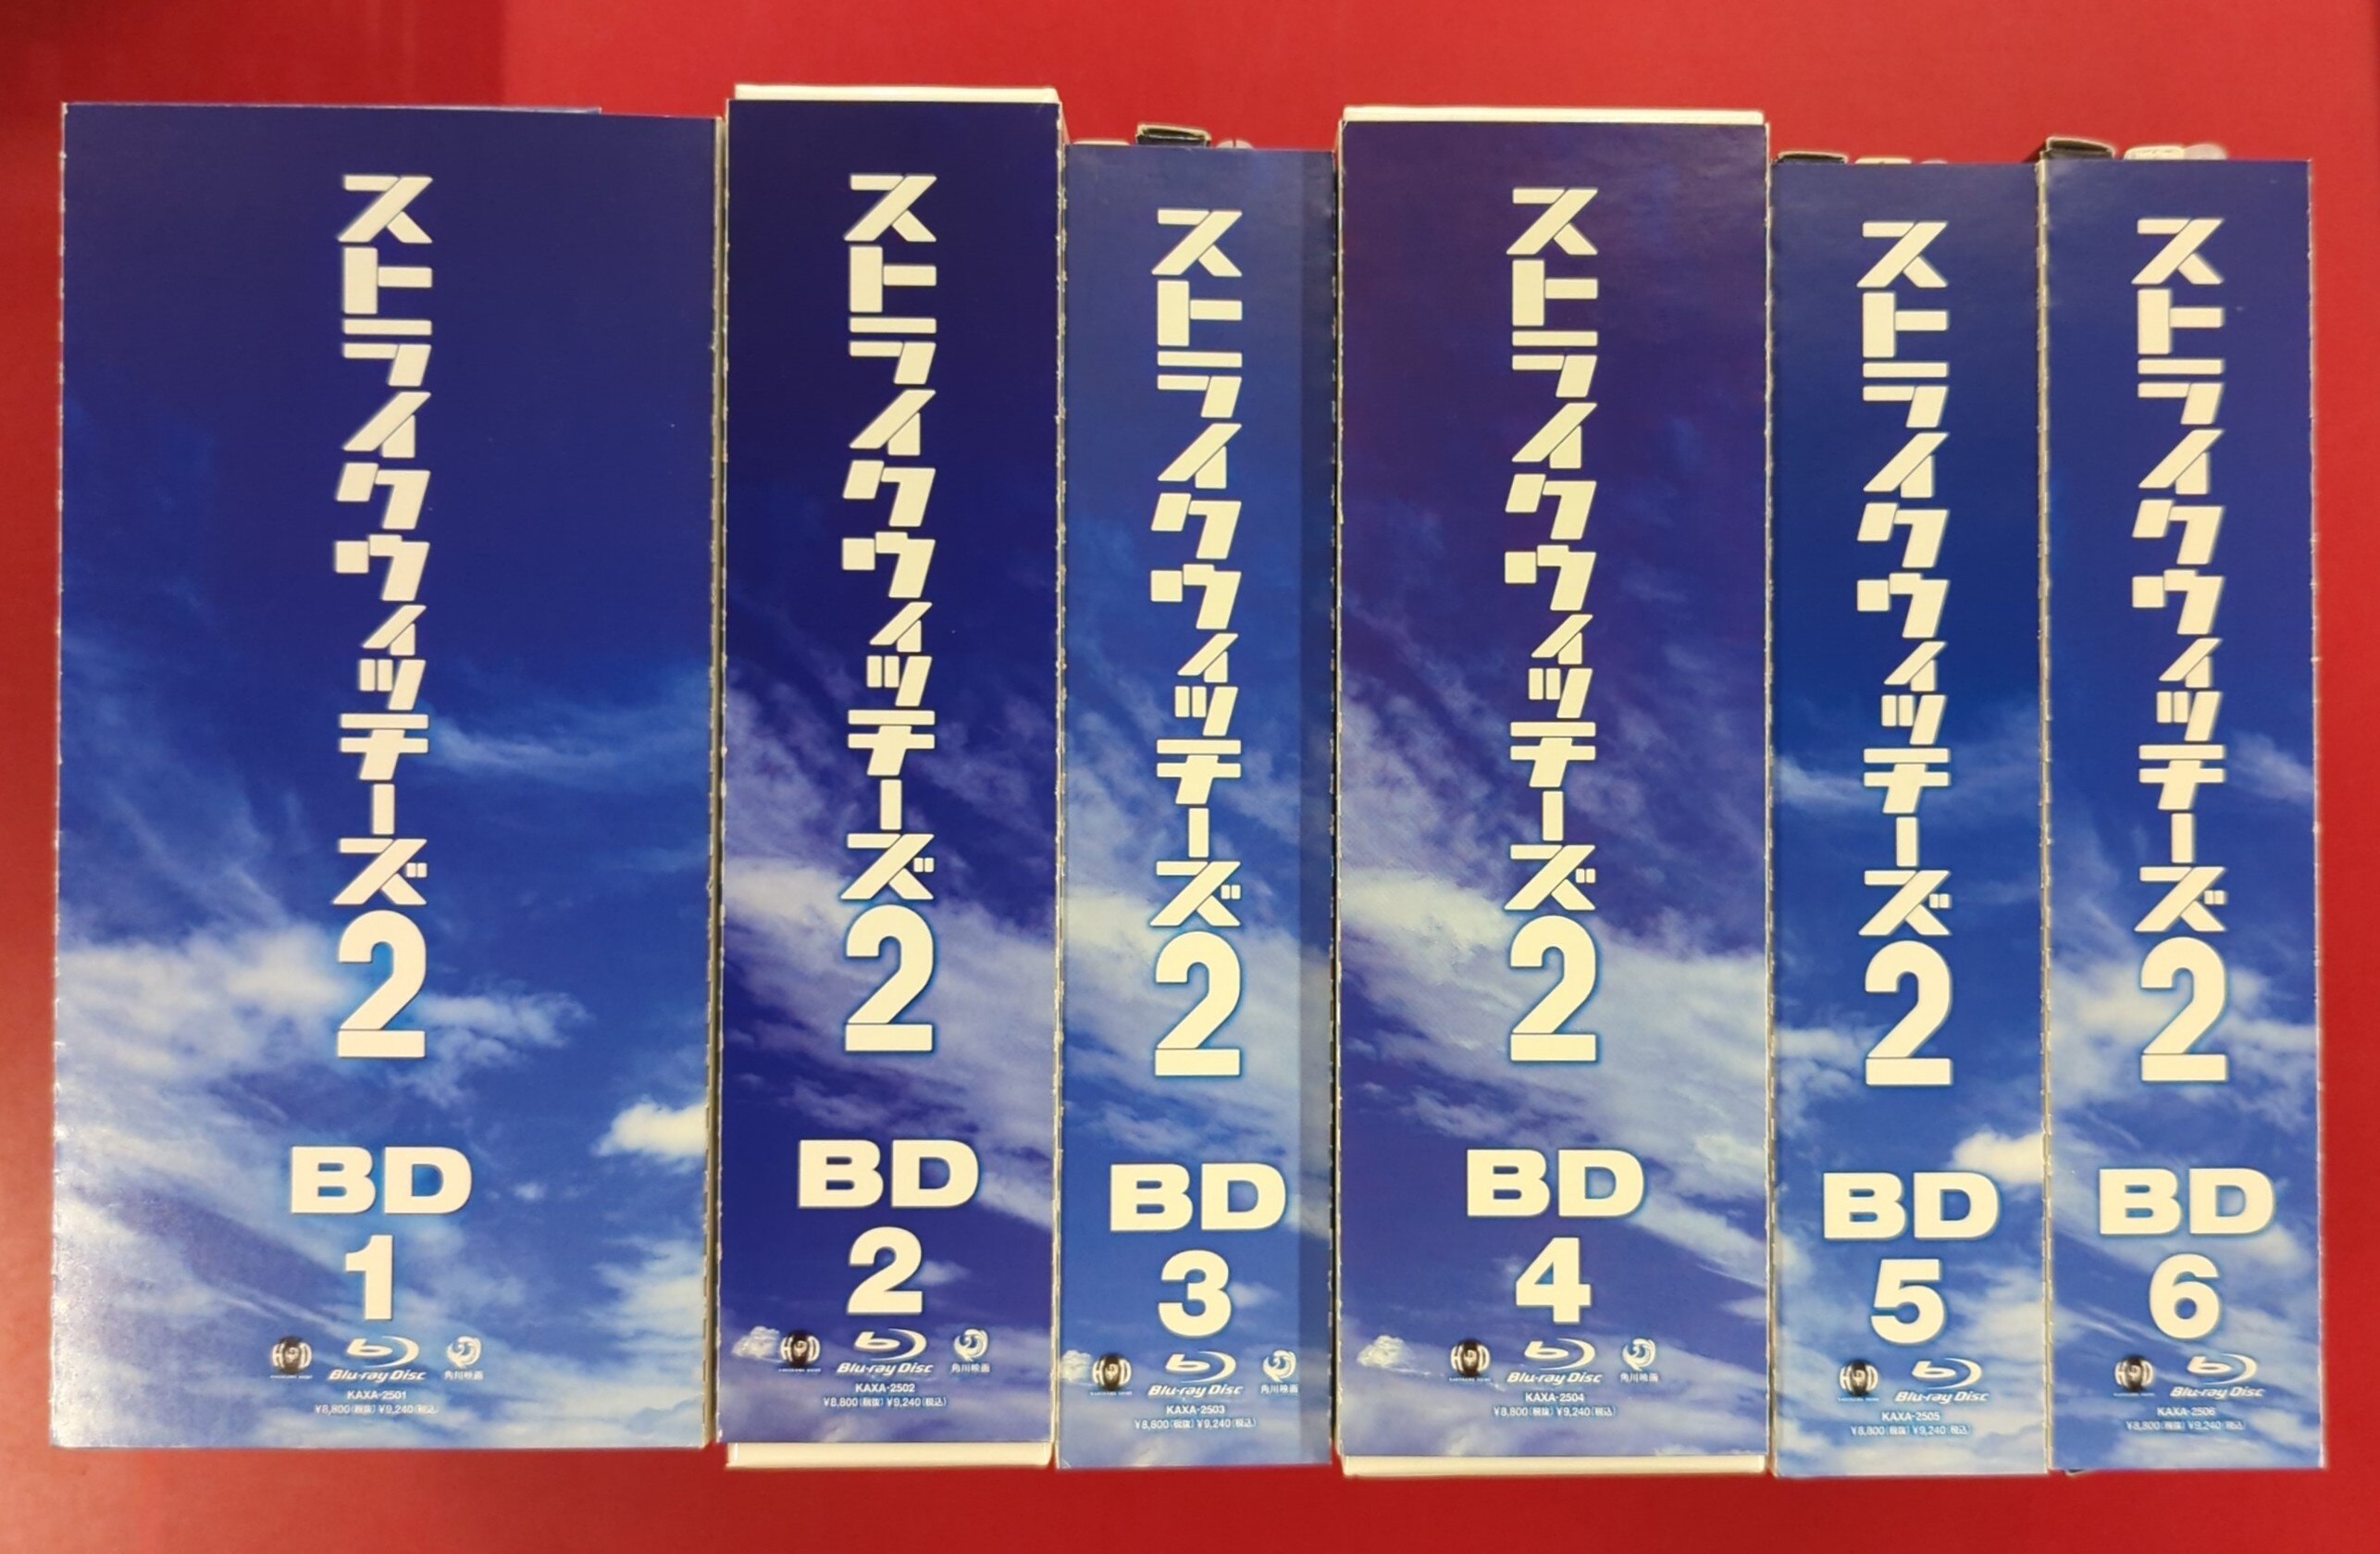 ストライクウィッチーズ2
BD
1
Blu-ray Disc
角川映画
KAXA-2501
¥8,800(税抜) ¥9,240(税込)
ストライクウィッチーズ2
BD
2
Blu-ray Disc
角川映画
KAXA-2502
¥8,800(税抜) ¥9,240(税込)
ストライクウィッチーズ2
BD
3
Blu-ray Disc
角川映画
KAXA-2503
¥8,800(税抜) ¥9,240(税込)
ストライクウィッチーズ2
BD
4
Blu-ray Disc
角川映画
KAXA-2504
¥8,800(税抜) ¥9,240(税込)
ストライクウィッチーズ2
BD
5
Blu-ray Disc
KAXA-2505
¥8,800(税抜) ¥9,240(税込)
ストライクウィッチーズ2
BD
6
Blu-ray Disc
KAXA-2506
¥8,800(税抜) ¥9,240(税込)